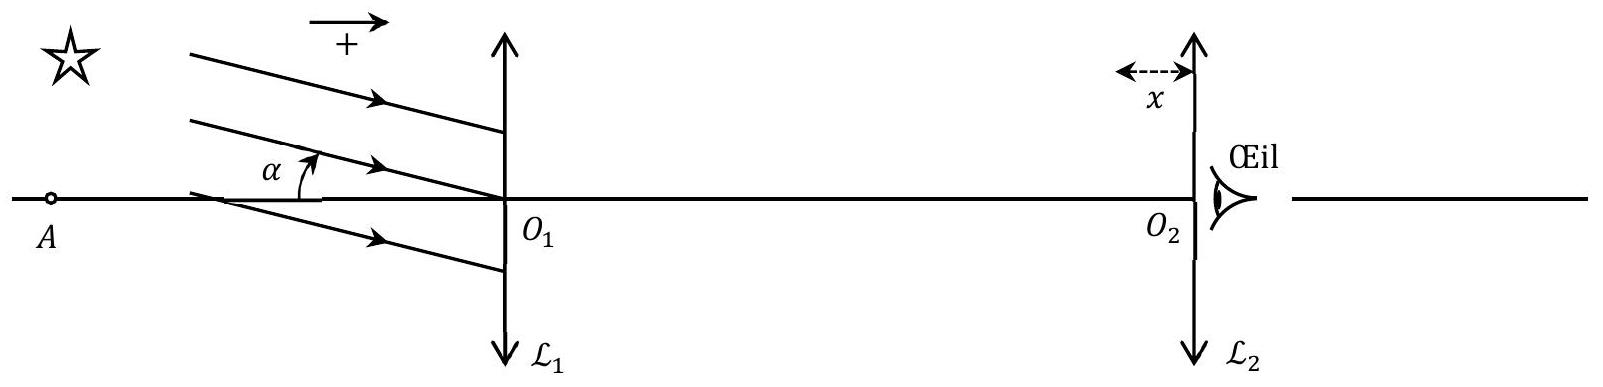 +
x
α
Œil
A
O₁
O₂
ℒ₁
ℒ₂